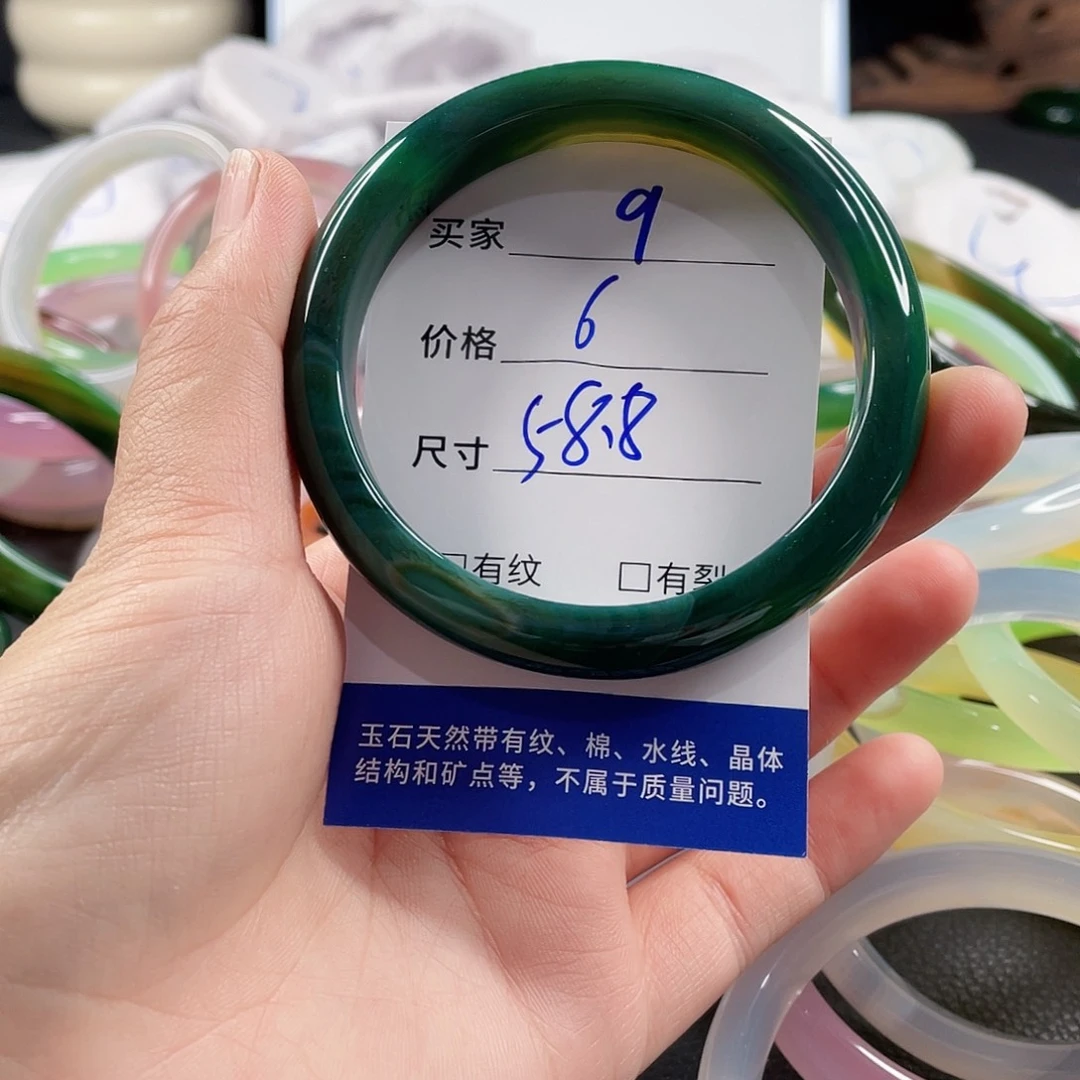 买家 9
价格 6
尺寸 58.8
□有纹 □有裂
玉石天然带有纹、棉、水线、晶体
结构和矿点等，不属于质量问题。